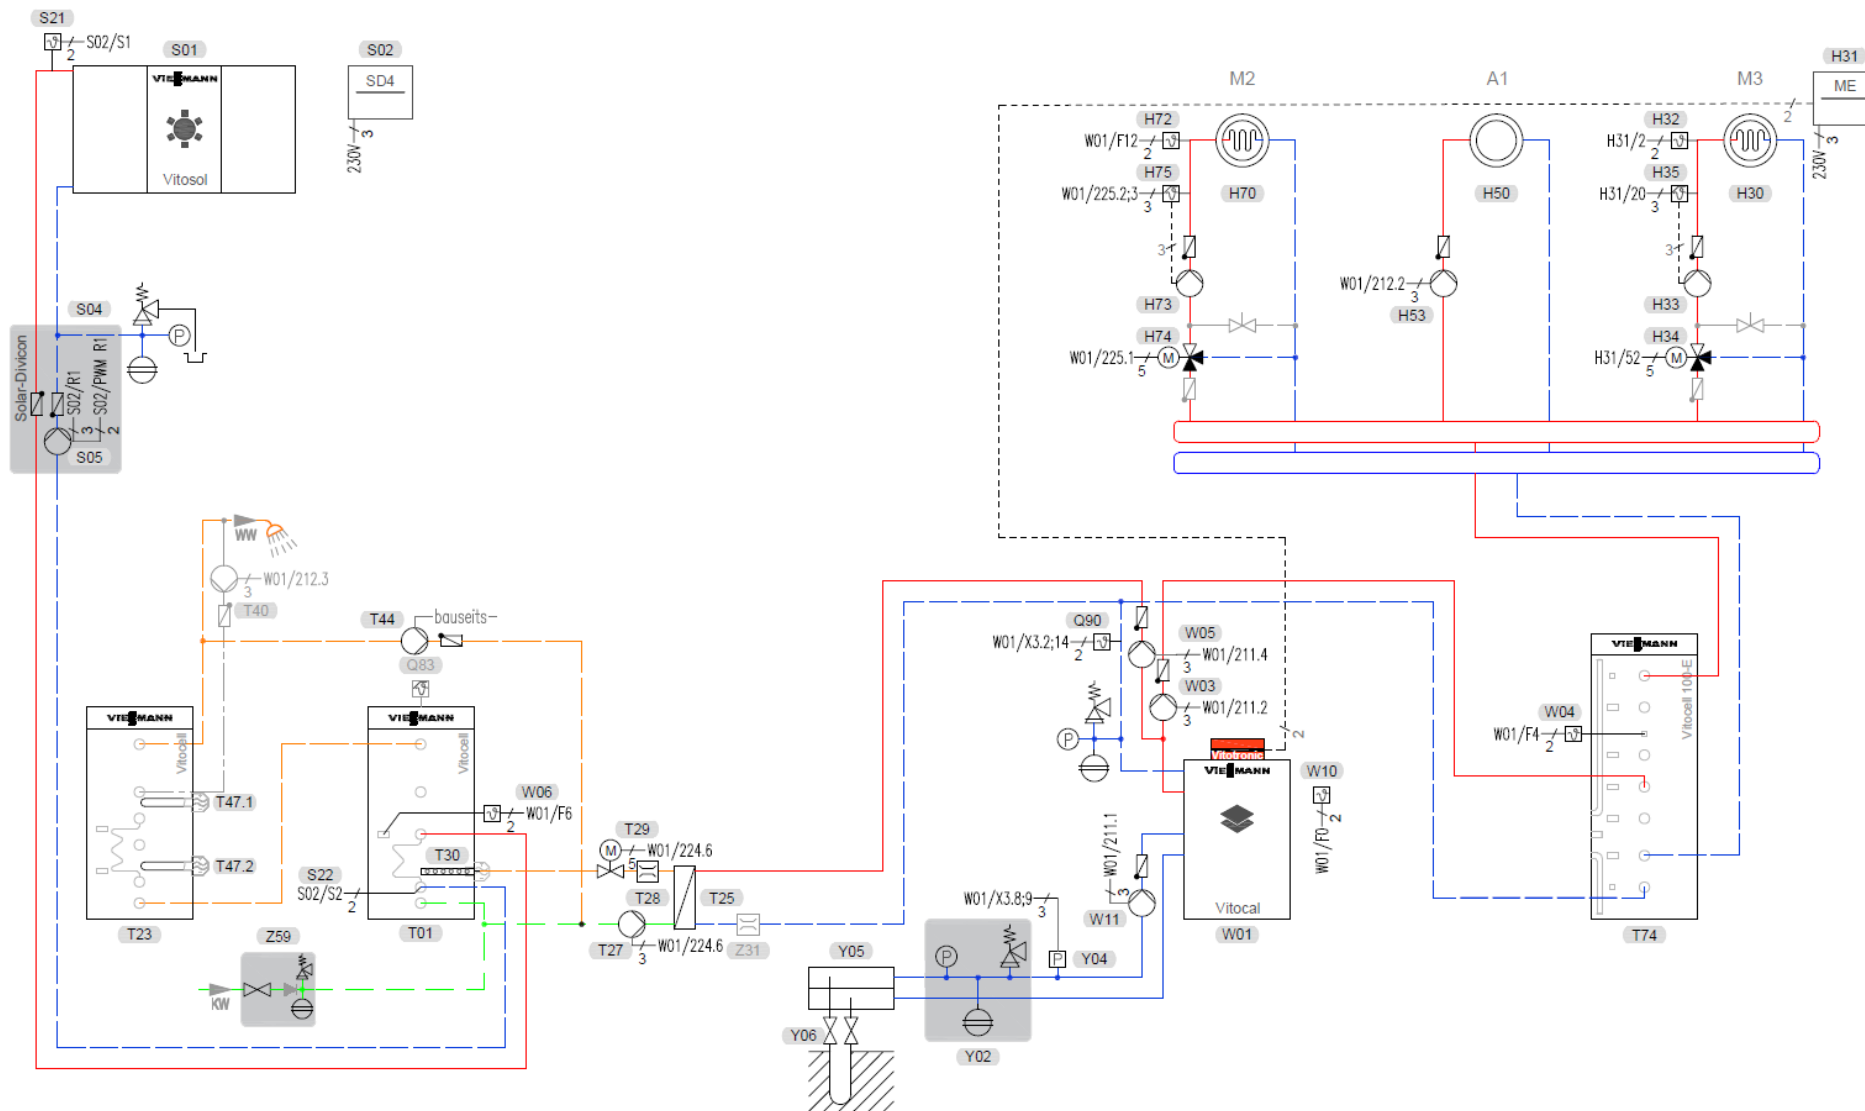 S21
S02/S1
2
S01
VIESMANN
Vitosol
S02
SD4
230V
3
M2
A1
M3
H31
ME
2
230V
3
H72
W01/F12
2
H75
W01/225.2;3
3
H70
3
H73
H74
W01/225.1
M
5
H50
W01/212.2
3
H53
H32
H31/2
2
H35
H31/20
3
H30
3
H33
H34
H31/52
M
5
S04
P
Solar-Divicon
S02/R1
3
S02/PWM R1
2
S05
WW
W01/212.3
3
T40
T44
bauseits
Q83
VIESMANN
Vitocell
T47.1
T47.2
T23
VIESMANN
Vitocell
W06
W01/F6
2
T30
S22
S02/S2
2
T01
T29
M
W01/224.6
5
T28
T25
T27
W01/224.6
3
Z31
Z59
KW
Q90
W01/X3.2;14
2
W05
W01/211.4
3
W03
W01/211.2
3
P
2
Vitotronic
VIESMANN
Vitocal
W01
W10
2
W01/F0
W01/211.1
3
W11
W01/X3.8;9
3
P
P
Y04
Y05
Y06
Y02
VIESMANN
Vitocell 100-E
W04
W01/F4
2
T74